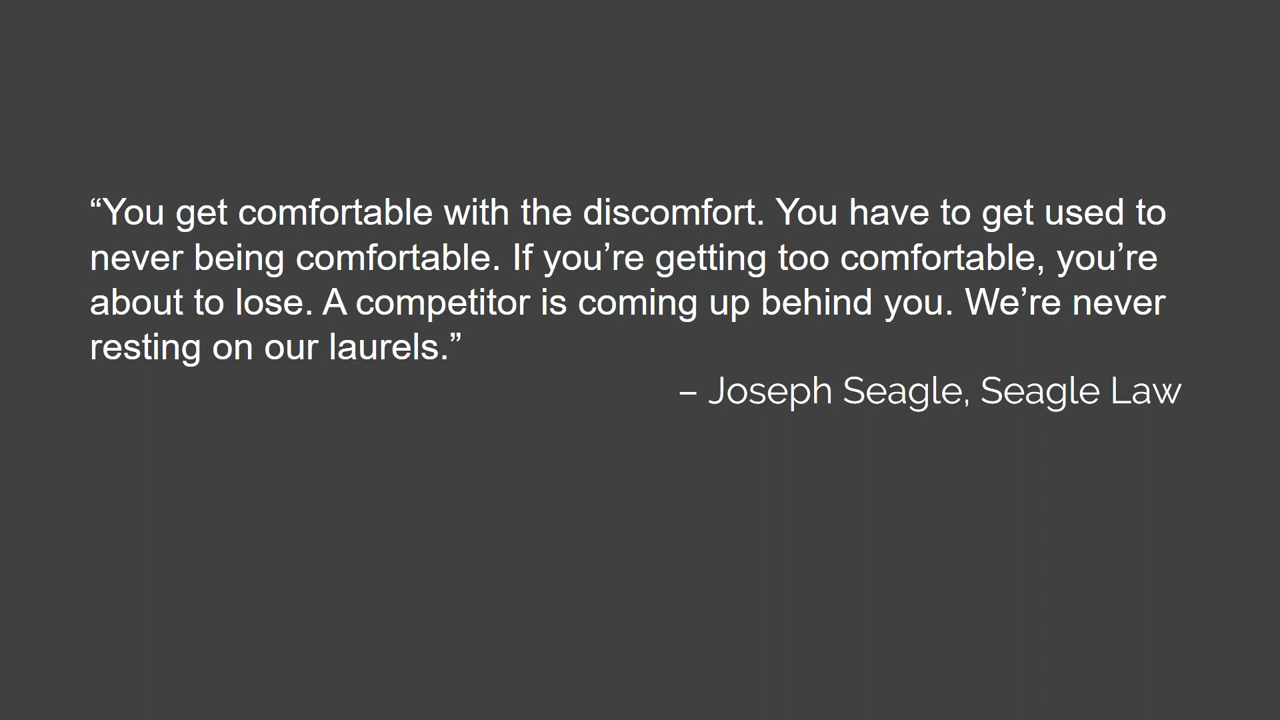 “You get comfortable with the discomfort. You have to get used to
never being comfortable. If you’re getting too comfortable, you’re
about to lose. A competitor is coming up behind you. We’re never
resting on our laurels.”
– Joseph Seagle, Seagle Law